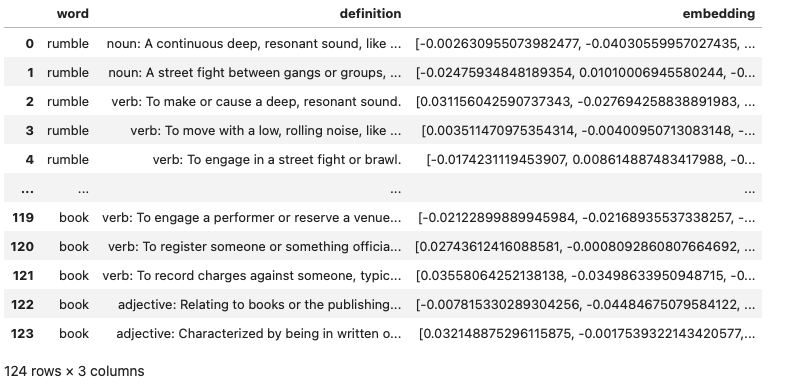 word definition embedding
0 rumble noun: A continuous deep, resonant sound, like ... [-0.002630955073982477, -0.04030559957027435, ...
1 rumble noun: A street fight between gangs or groups, ... [-0.02475934848189354, 0.01010006945580244, -0...
2 rumble verb: To make or cause a deep, resonant sound. [0.031156042590737343, -0.027694258838891983, ...
3 rumble verb: To move with a low, rolling noise, like ... [0.003511470975354314, -0.00400950713083148, -...
4 rumble verb: To engage in a street fight or brawl. [-0.0174231119453907, 0.008614887483417988, -0...
... ... ... ...
119 book verb: To engage a performer or reserve a venue... [-0.02122899889945984, -0.02168935537338257, -...
120 book verb: To register someone or something officia... [0.02743612416088581, -0.0008092860807664692, ...
121 book verb: To record charges against someone, typic... [0.03558064252138138, -0.03498633950948715, -0...
122 book adjective: Relating to books or the publishing... [-0.007815330289304256, -0.04484675079584122, ...
123 book adjective: Characterized by being in written o... [0.032148875296115875, -0.0017539322143420577,...
124 rows × 3 columns